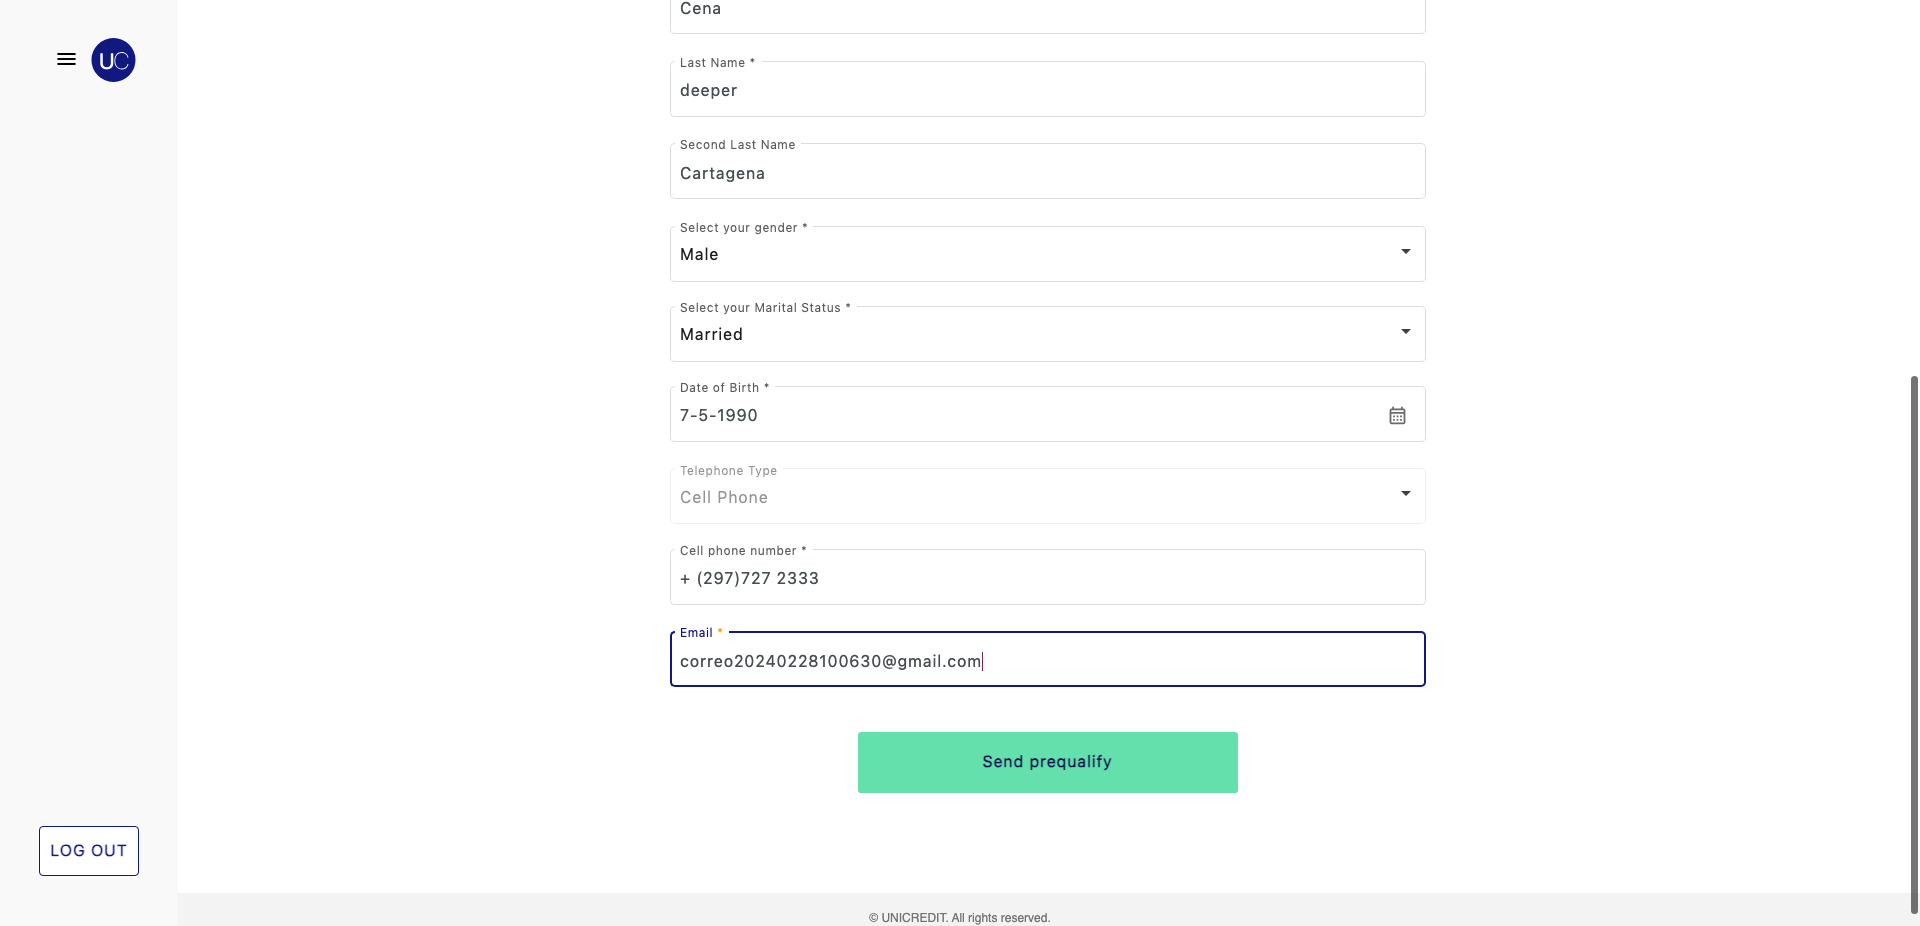 UC
Cena
Last Name *
deeper
Second Last Name
Cartagena
Select your gender *
Male
Select your Marital Status *
Married
Date of Birth *
7-5-1990
Telephone Type
Cell Phone
Cell phone number *
+ (297)727 2333
Email *
correo20240228100630@gmail.com
Send prequalify
LOG OUT
© UNICREDIT. All rights reserved.